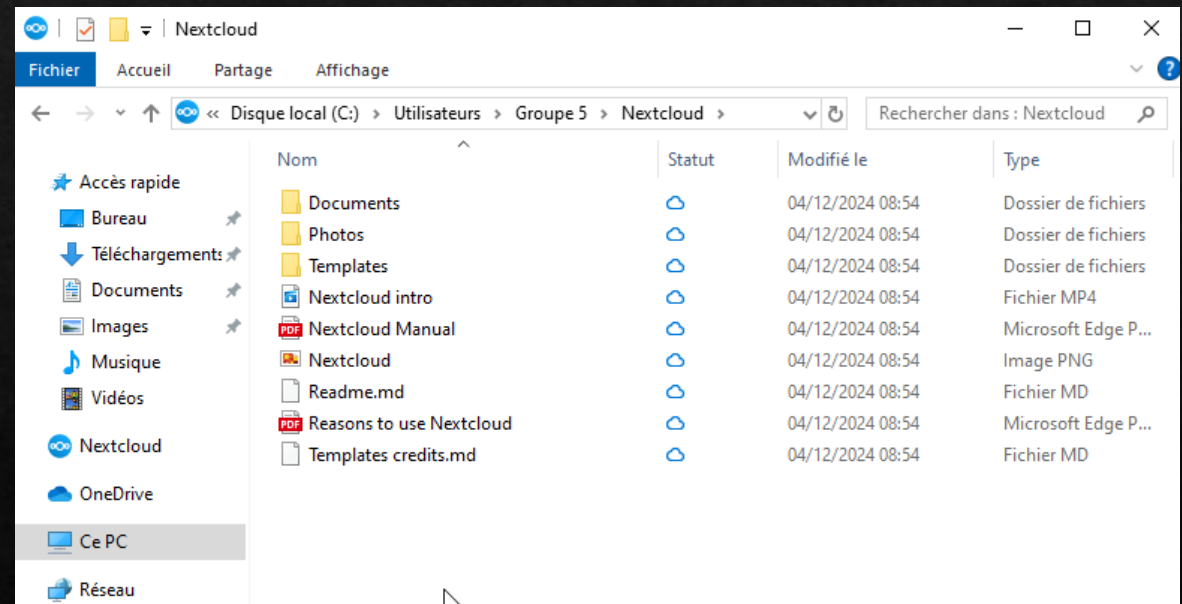 Nextcloud
Fichier Accueil Partage Affichage ?
« Disque local (C:) > Utilisateurs > Groupe 5 > Nextcloud > Rechercher dans : Nextcloud
Nom Statut Modifié le Type
Accès rapide
Bureau
Téléchargements
Documents
Images
Musique
Vidéos
Nextcloud
OneDrive
Ce PC
Réseau
Documents 04/12/2024 08:54 Dossier de fichiers
Photos 04/12/2024 08:54 Dossier de fichiers
Templates 04/12/2024 08:54 Dossier de fichiers
Nextcloud intro 04/12/2024 08:54 Fichier MP4
PDF Nextcloud Manual 04/12/2024 08:54 Microsoft Edge P...
Nextcloud 04/12/2024 08:54 Image PNG
Readme.md 04/12/2024 08:54 Fichier MD
PDF Reasons to use Nextcloud 04/12/2024 08:54 Microsoft Edge P...
Templates credits.md 04/12/2024 08:54 Fichier MD